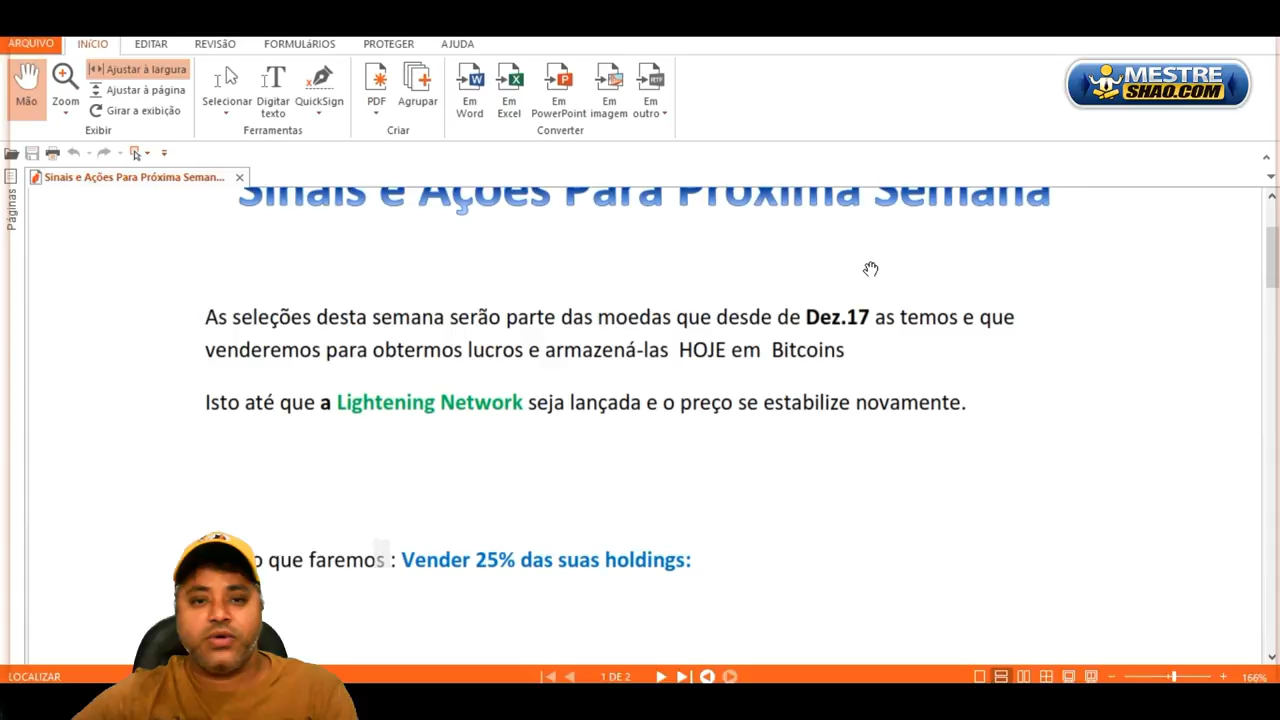 ARQUIVO INÍCIO EDITAR REVISÃO FORMULÁRIOS PROTEGER AJUDA
MESTRE
SHAO.COM
Mão
Zoom
Ajustar à largura
Ajustar à página
Girar a exibição
Exibir
Selecionar
Digitar texto
QuickSign
Ferramentas
PDF
Agrupar
Criar
Em Word
Em Excel
Em PowerPoint
Em imagem
Em outro
Converter
Sinais e Ações Para Próxima Seman...
Páginas
Sinais e Ações Para Próxima Semana
As seleções desta semana serão parte das moedas que desde de Dez.17 as temos e que
venderemos para obtermos lucros e armazená-las HOJE em Bitcoins
Isto até que a Lightening Network seja lançada e o preço se estabilize novamente.
o que faremos : Vender 25% das suas holdings:
LOCALIZAR
1 DE 2
166%